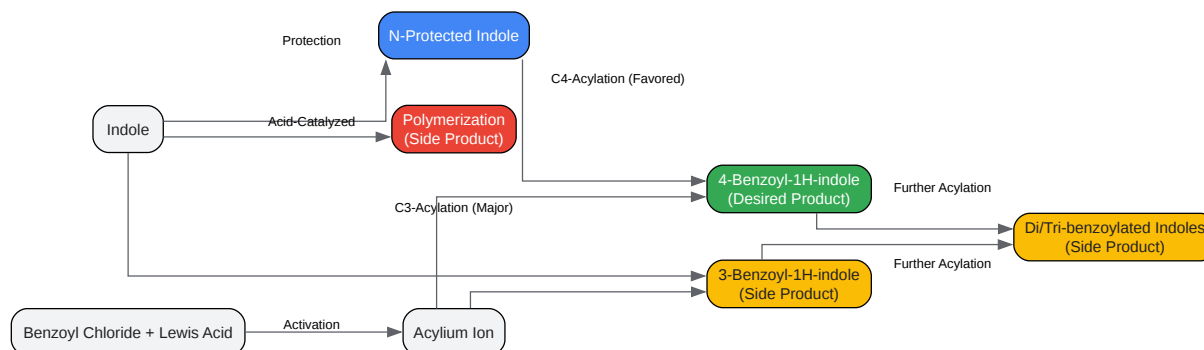 N-Protected Indole
Protection
C4-Acylation (Favored)
Indole
Acid-Catalyzed
Polymerization
(Side Product)
4-Benzoyl-1H-indole
(Desired Product)
Further Acylation
C3-Acylation (Major)
Di/Tri-benzoylated Indoles
(Side Product)
3-Benzoyl-1H-indole
(Side Product)
Further Acylation
Benzoyl Chloride + Lewis Acid
Activation
Acylium Ion